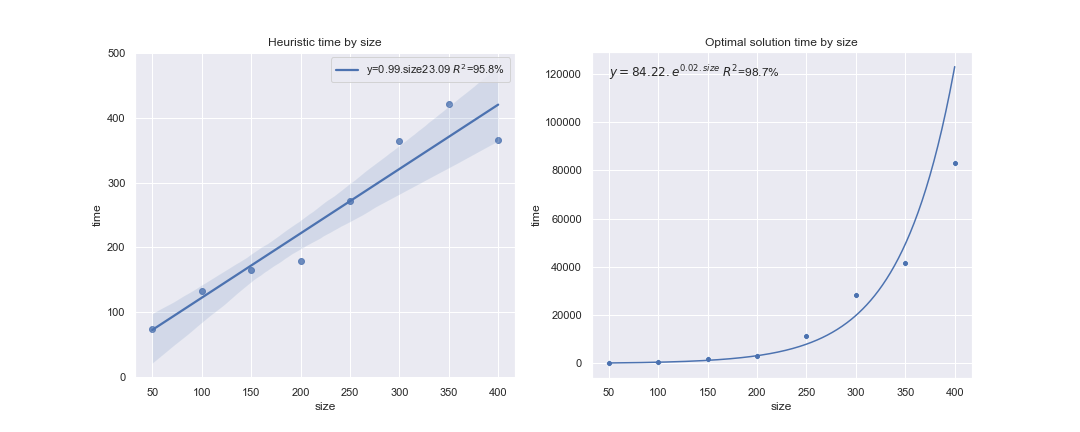 Heuristic time by size
y=0.99.size23.09 R²=95.8%
500
400
300
200
100
0
time
50 100 150 200 250 300 350 400
size
Optimal solution time by size
y = 84.22.e^0.02.size R²=98.7%
120000
100000
80000
60000
40000
20000
0
time
50 100 150 200 250 300 350 400
size